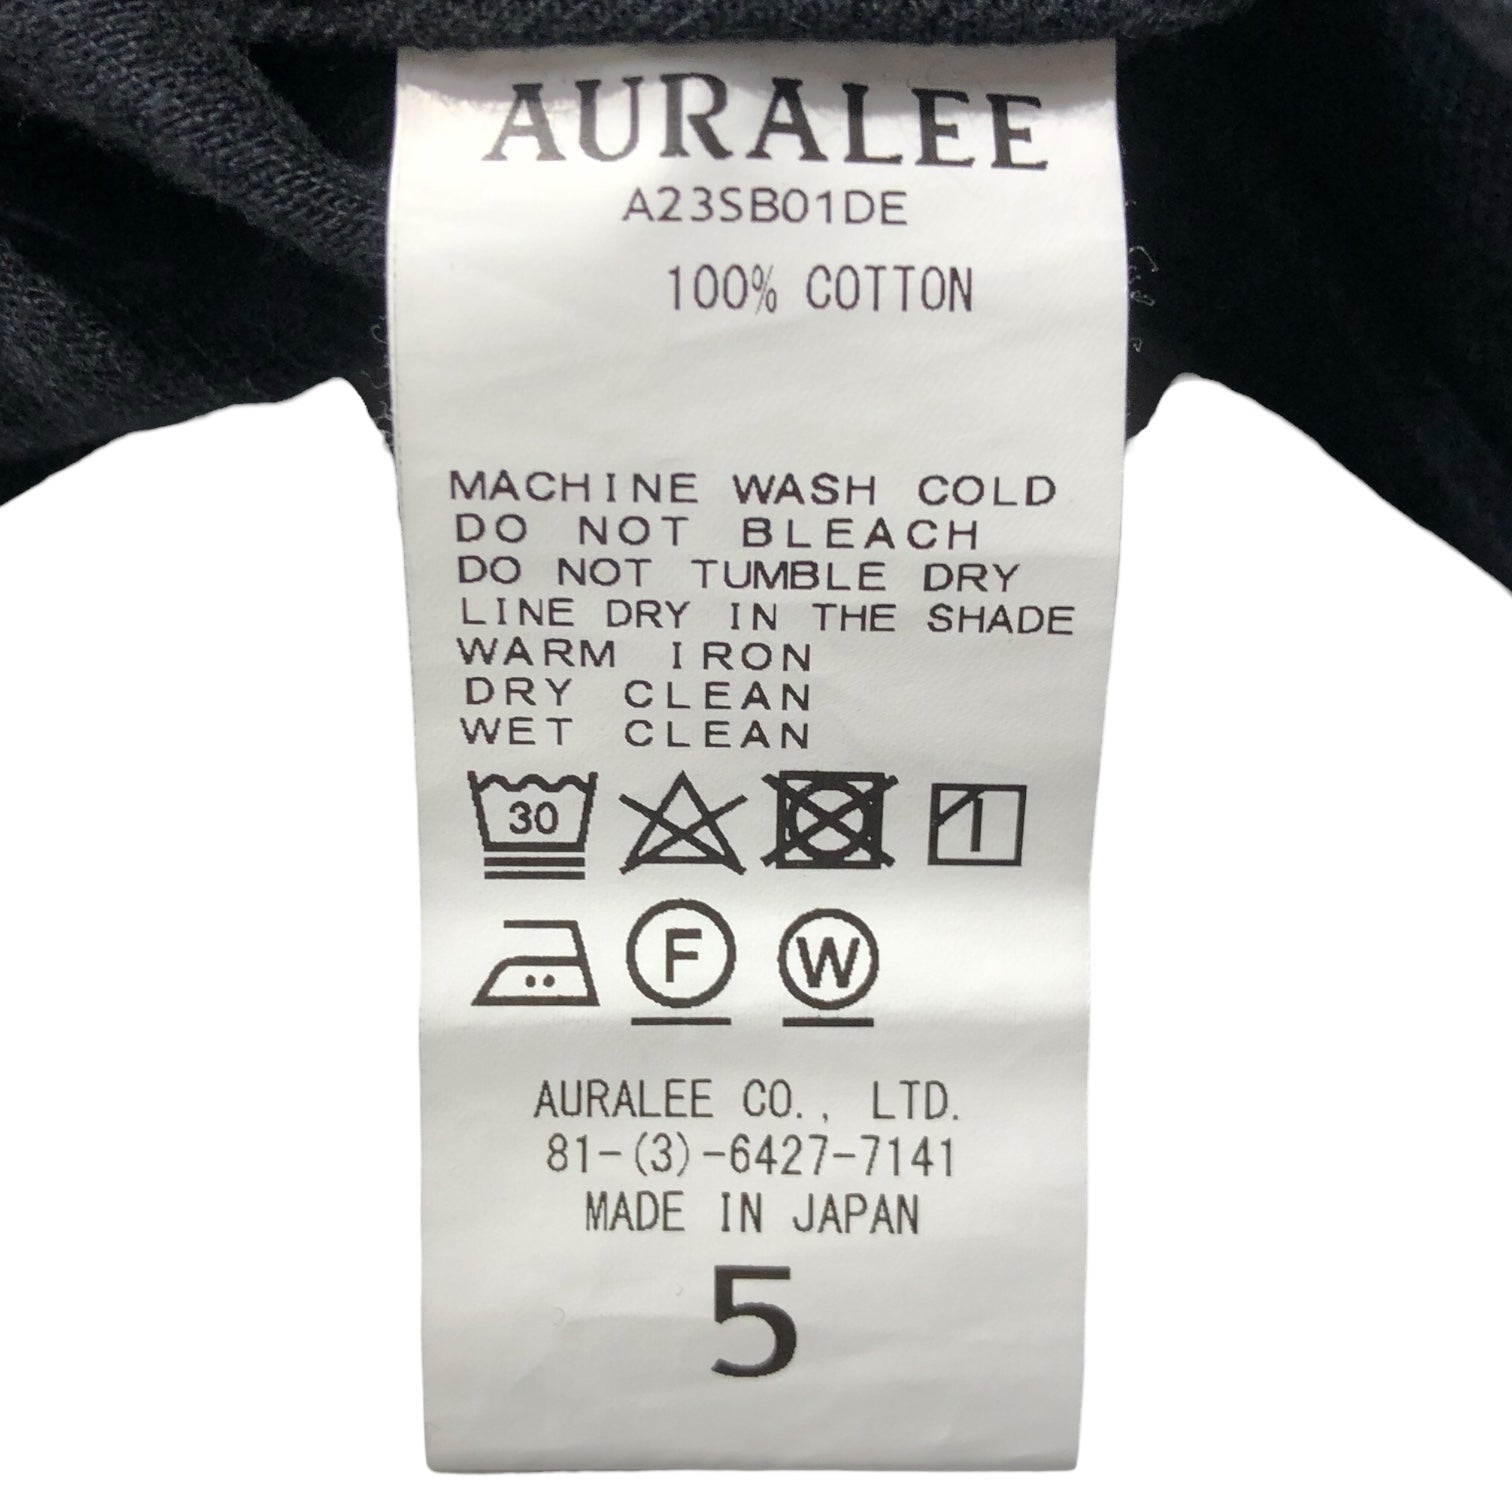 AURALEE
A23SB01DE
100% COTTON
MACHINE WASH COLD
DO NOT BLEACH
DO NOT TUMBLE DRY
LINE DRY IN THE SHADE
WARM IRON
DRY CLEAN
WET CLEAN
30
F W
AURALEE CO., LTD.
81-(3)-6427-7141
MADE IN JAPAN
5